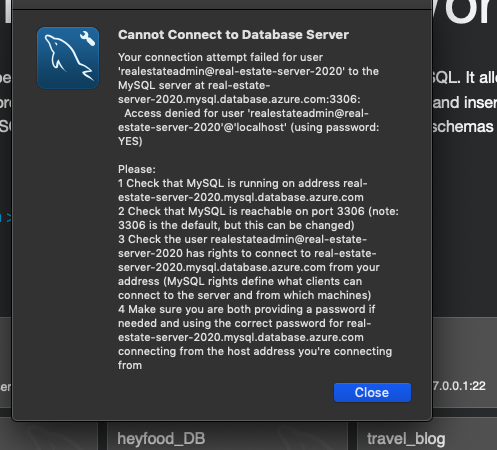 Cannot Connect to Database Server
Your connection attempt failed for user
'realestateadmin@real-estate-server-2020' to the
MySQL server at real-estate-
server-2020.mysql.database.azure.com:3306:
Access denied for user 'realestateadmin@real-
estate-server-2020'@'localhost' (using password:
YES)
Please:
1 Check that MySQL is running on address real-
estate-server-2020.mysql.database.azure.com
2 Check that MySQL is reachable on port 3306 (note:
3306 is the default, but this can be changed)
3 Check the user realestateadmin@real-estate-
server-2020 has rights to connect to real-estate-
server-2020.mysql.database.azure.com from your
address (MySQL rights define what clients can
connect to the server and from which machines)
4 Make sure you are both providing a password if
needed and using the correct password for real-
estate-server-2020.mysql.database.azure.com
connecting from the host address you're connecting
from
Close
SQL. It all
and inser
schemas
7.0.0.1:22
heyfood_DB
travel_blog